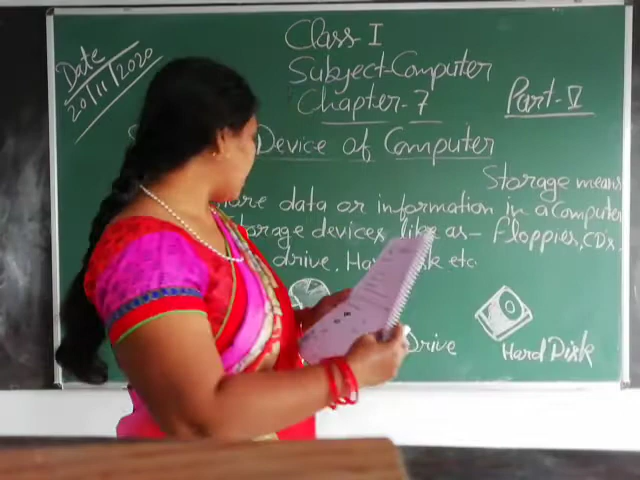 Date
20/11/2020
Class I
Subject-Computer
Chapter-7
Part-V
Device of Computer
Storage means
data or information in a Computer
storage devices like as- Floppies, CDs,
drive, Disk etc
Drive
Hard Disk